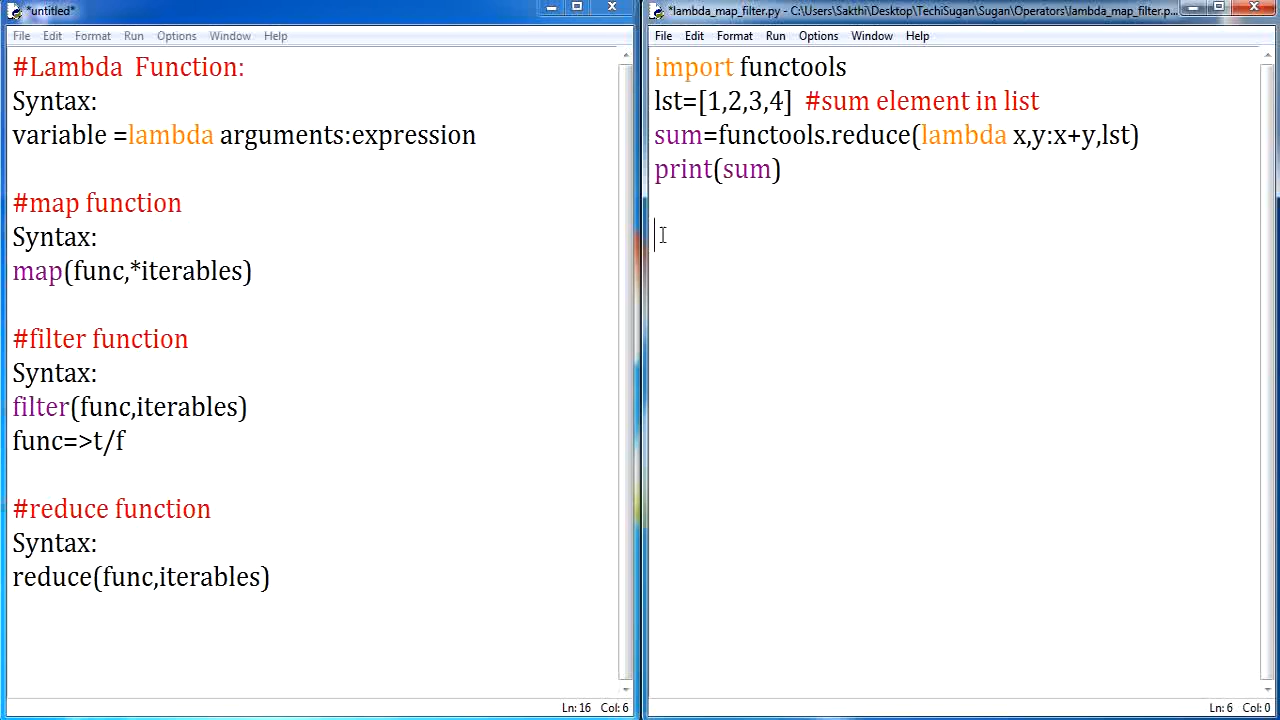 *untitled*
File Edit Format Run Options Window Help
#Lambda  Function:
Syntax:
variable =lambda arguments:expression
#map function
Syntax:
map(func,*iterables)
#filter function
Syntax:
filter(func,iterables)
func=>t/f
#reduce function
Syntax:
reduce(func,iterables)
Ln: 16 Col: 6
*lambda_map_filter.py - C:\Users\Sakthi\Desktop\TechiSugan\Sugan\Operators\lambda_map_filter.p...
File Edit Format Run Options Window Help
import functools
lst=[1,2,3,4]  #sum element in list
sum=functools.reduce(lambda x,y:x+y,lst)
print(sum)
Ln: 6 Col: 0